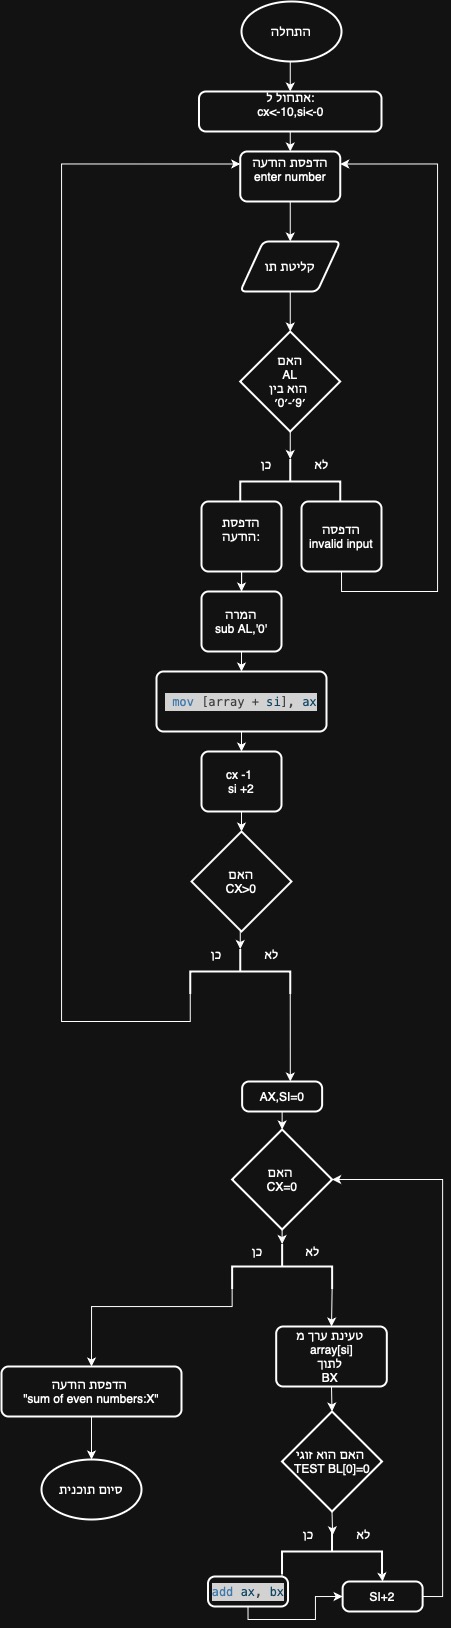 התחלה
אתחול ל:
cx<-10,si<-0
הדפסת הודעה
enter number
קליטת תו
האם
AL
הוא בין
'0'-'9'
כן
לא
הדפסת
הודעה:
הדפסה
invalid input
המרה
sub AL,'0'
mov [array + si], ax
cx -1
si +2
האם
CX>0
כן
לא
AX,SI=0
האם
CX=0
כן
לא
טעינת ערך מ
array[si]
לתוך
BX
הדפסת הודעה
"sum of even numbers:X"
האם הוא זוגי
TEST BL[0]=0
סיום תוכנית
כן
לא
add ax, bx
SI+2